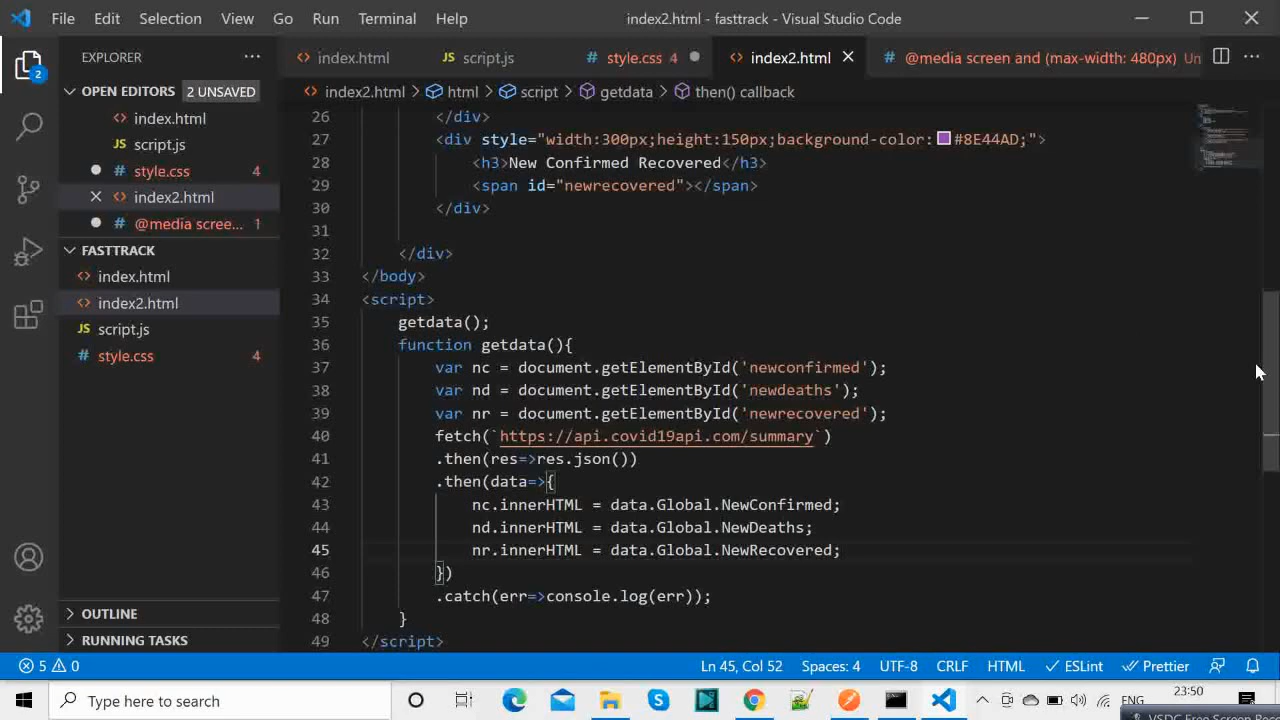 File Edit Selection View Go Run Terminal Help index2.html - fasttrack - Visual Studio Code
EXPLORER ··· <> index.html JS script.js # style.css 4 <> index2.html # @media screen and (max-width: 480px) Un ···
2
OPEN EDITORS 2 UNSAVED
<> index.html
JS script.js
# style.css 4
<> index2.html
# @media scree... 1
FASTTRACK
<> index.html
<> index2.html
JS script.js
# style.css 4
OUTLINE
RUNNING TASKS
index2.html > html > script > getdata > then() callback
26 </div>
27 <div style="width:300px;height:150px;background-color:#8E44AD;">
28 <h3>New Confirmed Recovered</h3>
29 <span id="newrecovered"></span>
30 </div>
31
32 </div>
33 </body>
34 <script>
35 getdata();
36 function getdata(){
37 var nc = document.getElementById('newconfirmed');
38 var nd = document.getElementById('newdeaths');
39 var nr = document.getElementById('newrecovered');
40 fetch(`https://api.covid19api.com/summary`)
41 .then(res=>res.json())
42 .then(data=>{
43 nc.innerHTML = data.Global.NewConfirmed;
44 nd.innerHTML = data.Global.NewDeaths;
45 nr.innerHTML = data.Global.NewRecovered;
46 })
47 .catch(err=>console.log(err));
48 }
49 </script>
5 0 Ln 45, Col 52 Spaces: 4 UTF-8 CRLF HTML ESLint Prettier
Type here to search ENG 23:50
VSDC Free Screen Rec